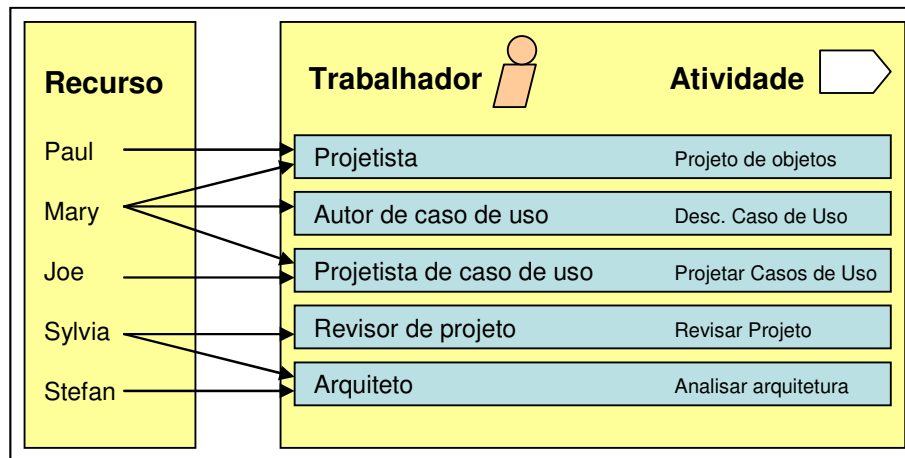 Recurso
Paul
Mary
Joe
Sylvia
Stefan
Trabalhador Atividade
Projetista Projeto de objetos
Autor de caso de uso Desc. Caso de Uso
Projetista de caso de uso Projetar Casos de Uso
Revisor de projeto Revisar Projeto
Arquiteto Analisar arquitetura